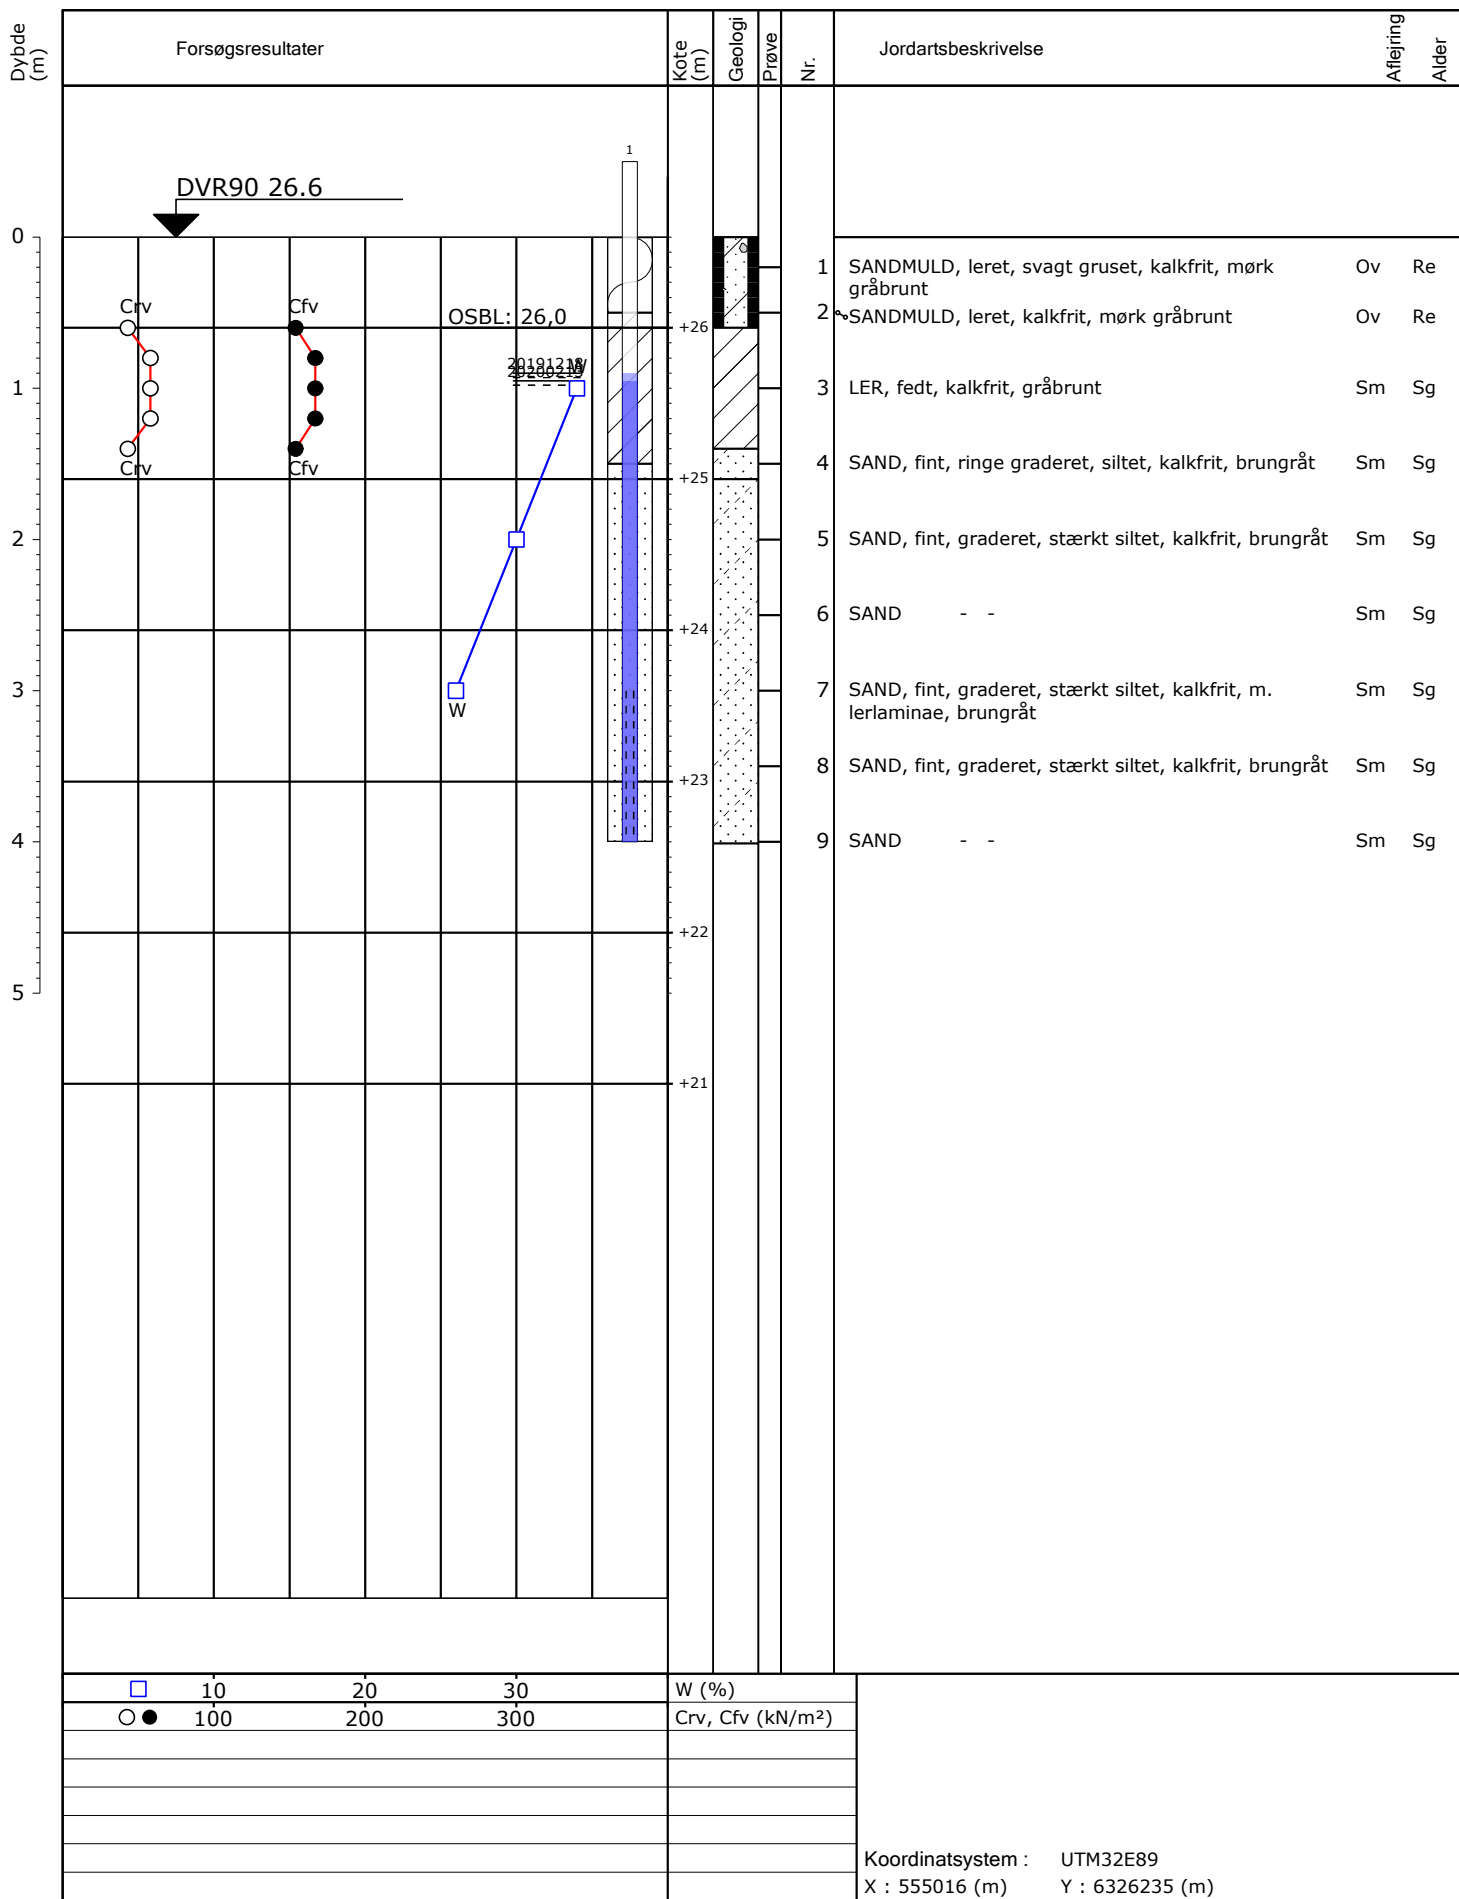 Dybde (m)
Forsøgsresultater
Kote (m)
Geologi
Prøve
Nr.
Jordartsbeskrivelse
Aflejring
Alder
1
DVR90 26.6
0
1 SANDMULD, leret, svagt gruset, kalkfrit, mørk Ov Re
gråbrunt
Crv Cfv
OSBL: 26,0
+26
2 SANDMULD, leret, kalkfrit, mørk gråbrunt Ov Re
20191218 W
20200213
1
3 LER, fedt, kalkfrit, gråbrunt Sm Sg
Crv Cfv
4 SAND, fint, ringe graderet, siltet, kalkfrit, brungråt Sm Sg
+25
2
5 SAND, fint, graderet, stærkt siltet, kalkfrit, brungråt Sm Sg
6 SAND - - Sm Sg
+24
3
7 SAND, fint, graderet, stærkt siltet, kalkfrit, m. Sm Sg
lerlaminae, brungråt
W
8 SAND, fint, graderet, stærkt siltet, kalkfrit, brungråt Sm Sg
+23
4
9 SAND - - Sm Sg
+22
5
+21
10 20 30 W (%)
100 200 300 Crv, Cfv (kN/m²)
Koordinatsystem : UTM32E89
X : 555016 (m) Y : 6326235 (m)